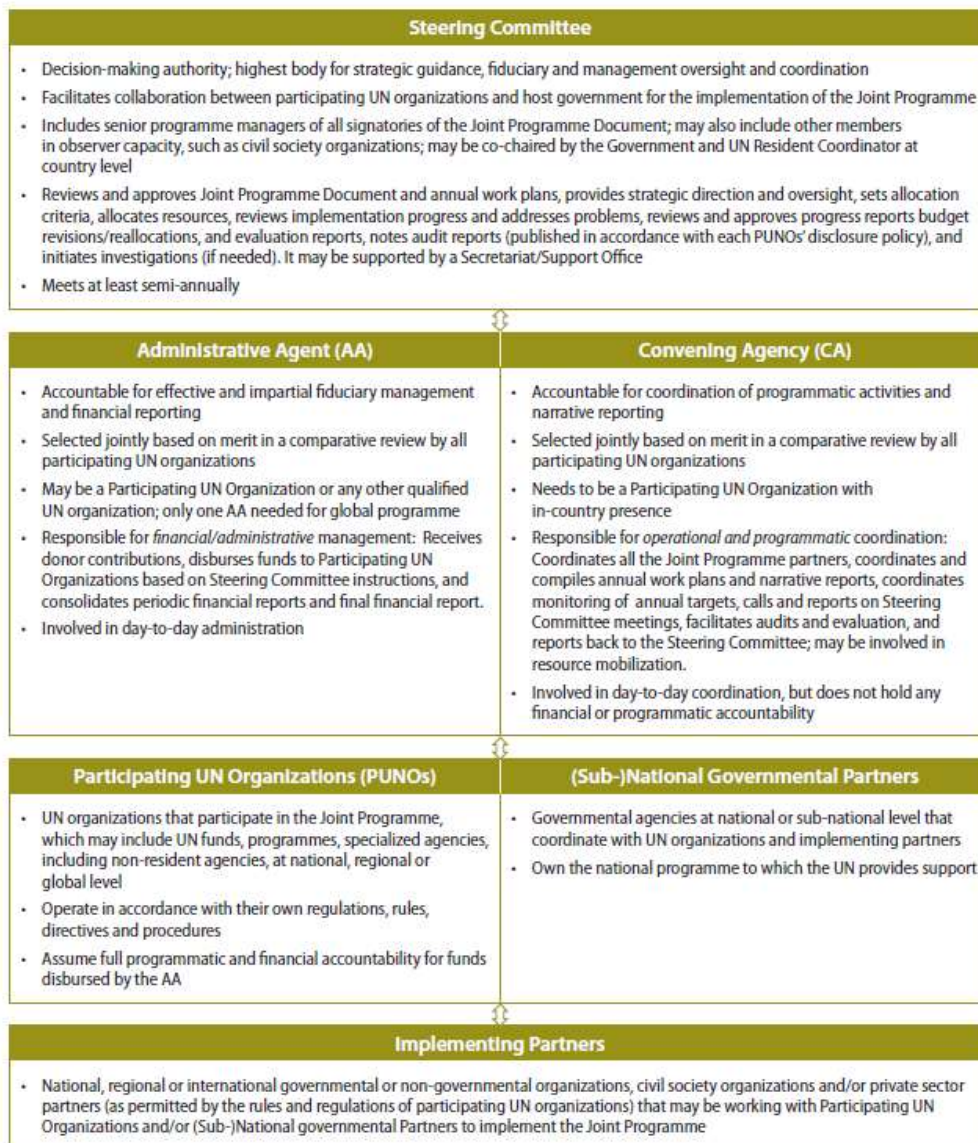 Steering Committee
• Decision-making authority; highest body for strategic guidance, fiduciary and management oversight and coordination
• Facilitates collaboration between participating UN organizations and host government for the implementation of the Joint Programme
• Includes senior programme managers of all signatories of the Joint Programme Document; may also include other members
in observer capacity, such as civil society organizations; may be co-chaired by the Government and UN Resident Coordinator at
country level
• Reviews and approves Joint Programme Document and annual work plans, provides strategic direction and oversight, sets allocation
criteria, allocates resources, reviews implementation progress and addresses problems, reviews and approves progress reports budget
revisions/reallocations, and evaluation reports, notes audit reports (published in accordance with each PUNOs' disclosure policy), and
initiates investigations (if needed). It may be supported by a Secretariat/Support Office
• Meets at least semi-annually
Administrative Agent (AA)
• Accountable for effective and impartial fiduciary management
and financial reporting
• Selected jointly based on merit in a comparative review by all
participating UN organizations
• May be a Participating UN Organization or any other qualified
UN organization; only one AA needed for global programme
• Responsible for financial/administrative management: Receives
donor contributions, disburses funds to Participating UN
Organizations based on Steering Committee instructions, and
consolidates periodic financial reports and final financial report.
• Involved in day-to-day administration
Convening Agency (CA)
• Accountable for coordination of programmatic activities and
narrative reporting
• Selected jointly based on merit in a comparative review by all
participating UN organizations
• Needs to be a Participating UN Organization with
in-country presence
• Responsible for operational and programmatic coordination:
Coordinates all the Joint Programme partners, coordinates and
compiles annual work plans and narrative reports, coordinates
monitoring of annual targets, calls and reports on Steering
Committee meetings, facilitates audits and evaluation, and
reports back to the Steering Committee; may be involved in
resource mobilization.
• Involved in day-to-day coordination, but does not hold any
financial or programmatic accountability
Participating UN Organizations (PUNOs)
• UN organizations that participate in the Joint Programme,
which may include UN funds, programmes, specialized agencies,
including non-resident agencies, at national, regional or
global level
• Operate in accordance with their own regulations, rules,
directives and procedures
• Assume full programmatic and financial accountability for funds
disbursed by the AA
(Sub-)National Governmental Partners
• Governmental agencies at national or sub-national level that
coordinate with UN organizations and implementing partners
• Own the national programme to which the UN provides support
Implementing Partners
• National, regional or international governmental or non-governmental organizations, civil society organizations and/or private sector
partners (as permitted by the rules and regulations of participating UN organizations) that may be working with Participating UN
Organizations and/or (Sub-)National governmental Partners to implement the Joint Programme